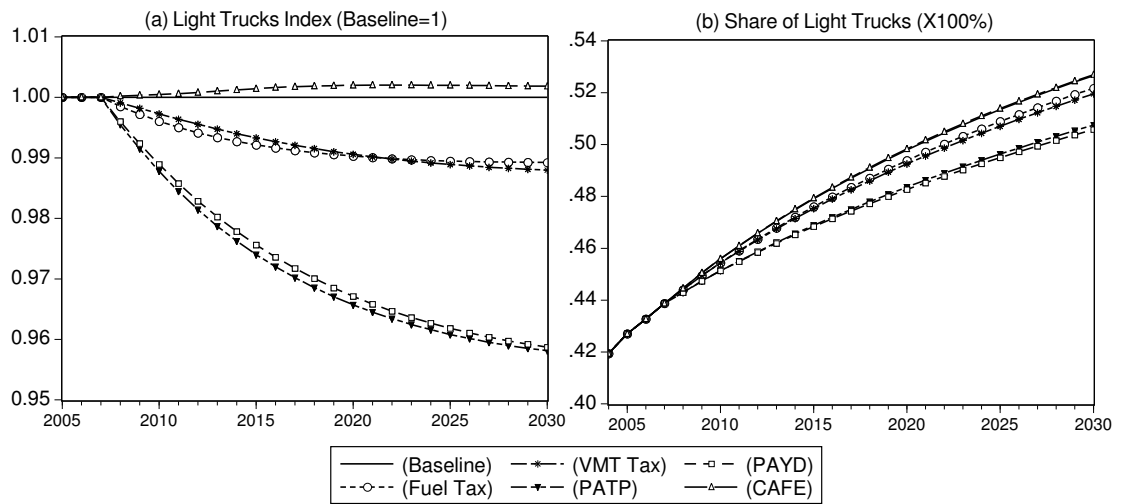 (a) Light Trucks Index (Baseline=1)
1.01
1.00
0.99
0.98
0.97
0.96
0.95
2005 2010 2015 2020 2025 2030
(b) Share of Light Trucks (X100%)
.54
.52
.50
.48
.46
.44
.42
.40
2005 2010 2015 2020 2025 2030
(Baseline) (VMT Tax) (PAYD)
(Fuel Tax) (PATP) (CAFE)